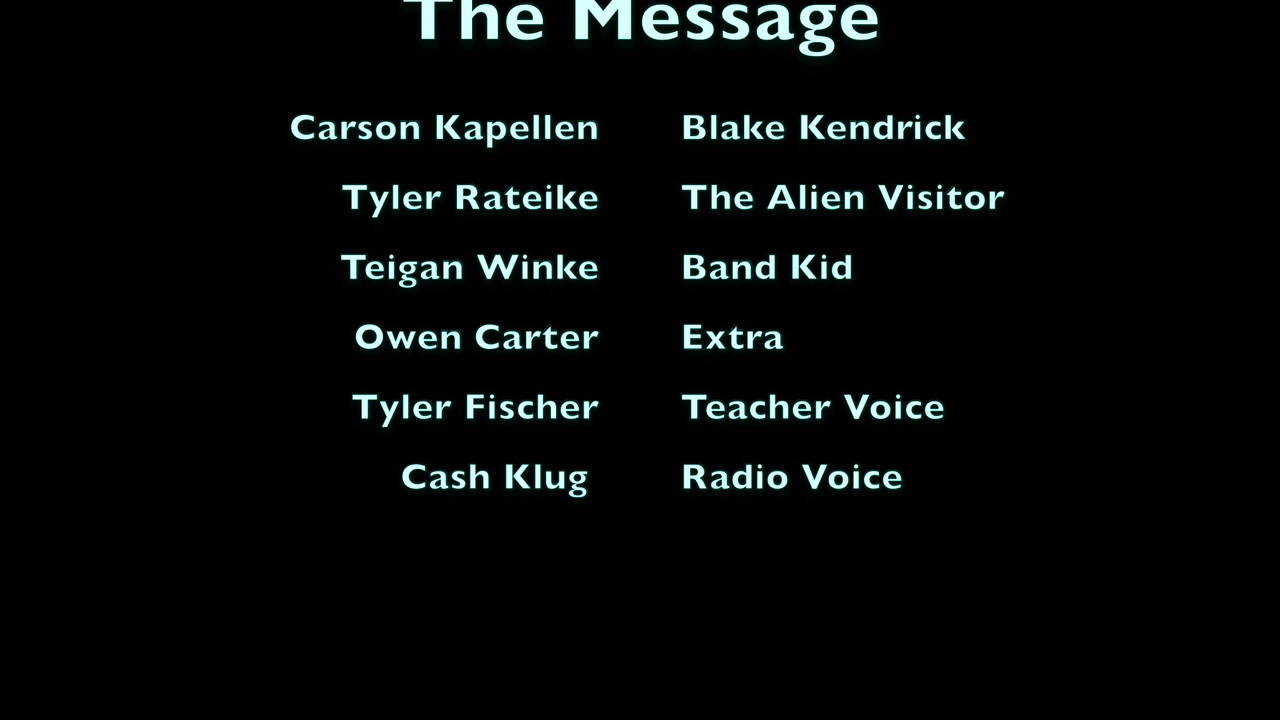 The Message
Carson Kapellen Blake Kendrick
Tyler Rateike The Alien Visitor
Teigan Winke Band Kid
Owen Carter Extra
Tyler Fischer Teacher Voice
Cash Klug Radio Voice